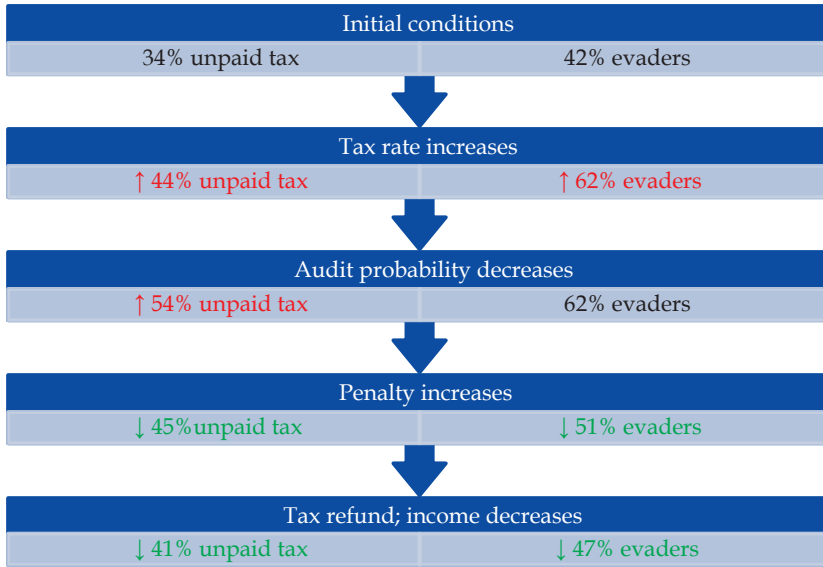 Initial conditions
34% unpaid tax 42% evaders
Tax rate increases
↑ 44% unpaid tax ↑ 62% evaders
Audit probability decreases
↑ 54% unpaid tax 62% evaders
Penalty increases
↓ 45%unpaid tax ↓ 51% evaders
Tax refund; income decreases
↓ 41% unpaid tax ↓ 47% evaders